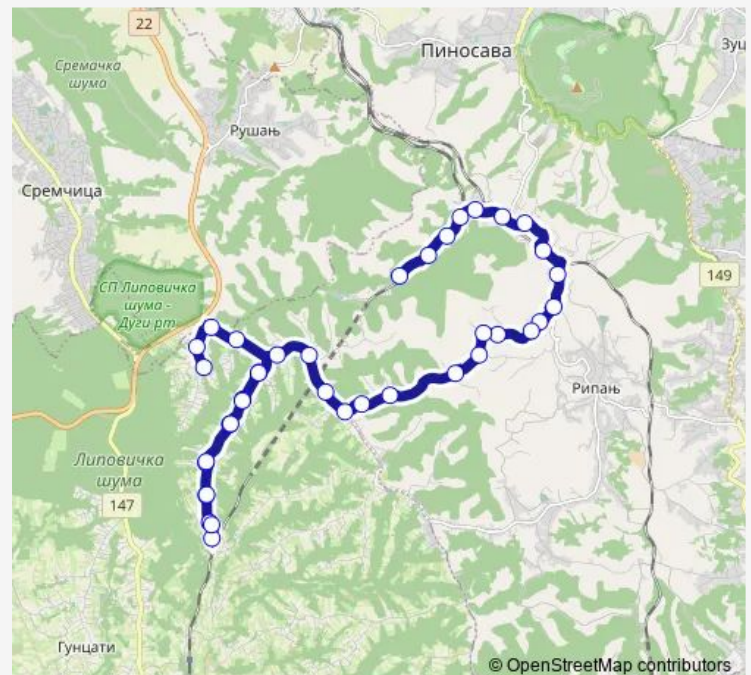 22
Пиносава
Зуц
Сремачка
шума
Рушањ
Сремчица
149
СП Липовичка
шума -
Дуги рт
Рипањ
Липовичка
шума
147
Гунцати
© OpenStreetMap contributors